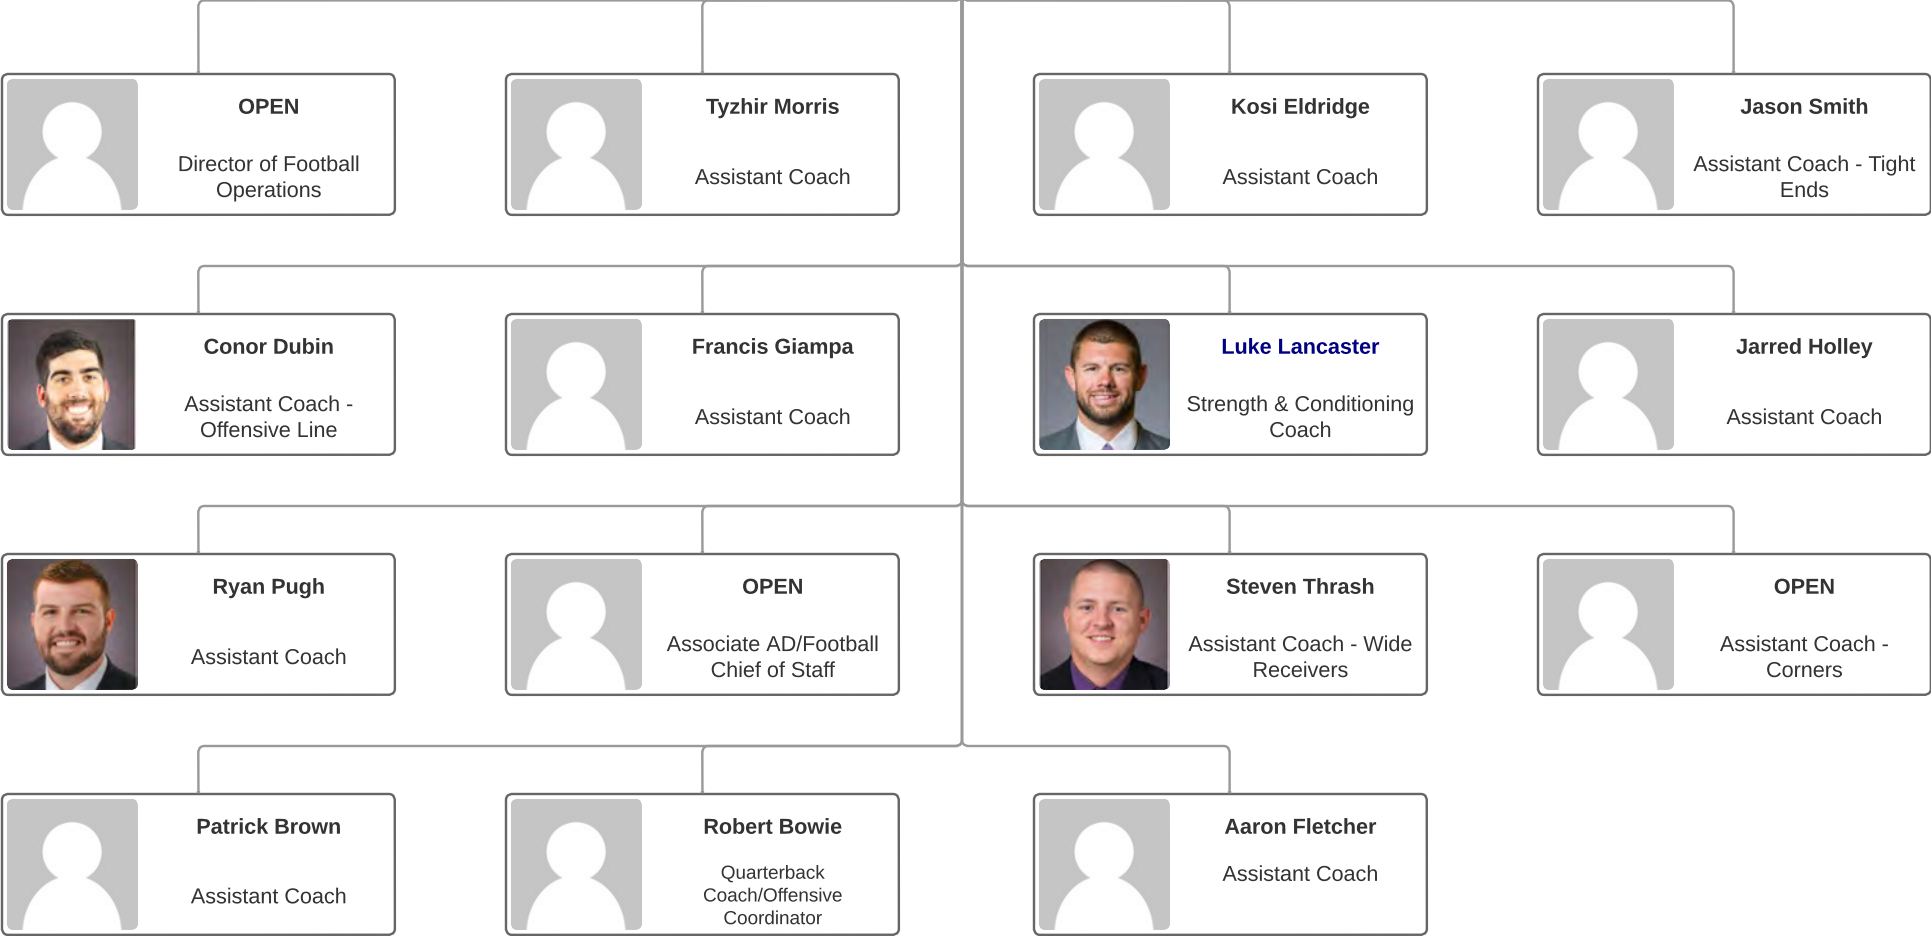 OPEN
Director of Football
Operations
Tyzhir Morris
Assistant Coach
Kosi Eldridge
Assistant Coach
Jason Smith
Assistant Coach - Tight
Ends
Conor Dubin
Assistant Coach -
Offensive Line
Francis Giampa
Assistant Coach
Luke Lancaster
Strength & Conditioning
Coach
Jarred Holley
Assistant Coach
Ryan Pugh
Assistant Coach
OPEN
Associate AD/Football
Chief of Staff
Steven Thrash
Assistant Coach - Wide
Receivers
OPEN
Assistant Coach -
Corners
Patrick Brown
Assistant Coach
Robert Bowie
Quarterback
Coach/Offensive
Coordinator
Aaron Fletcher
Assistant Coach